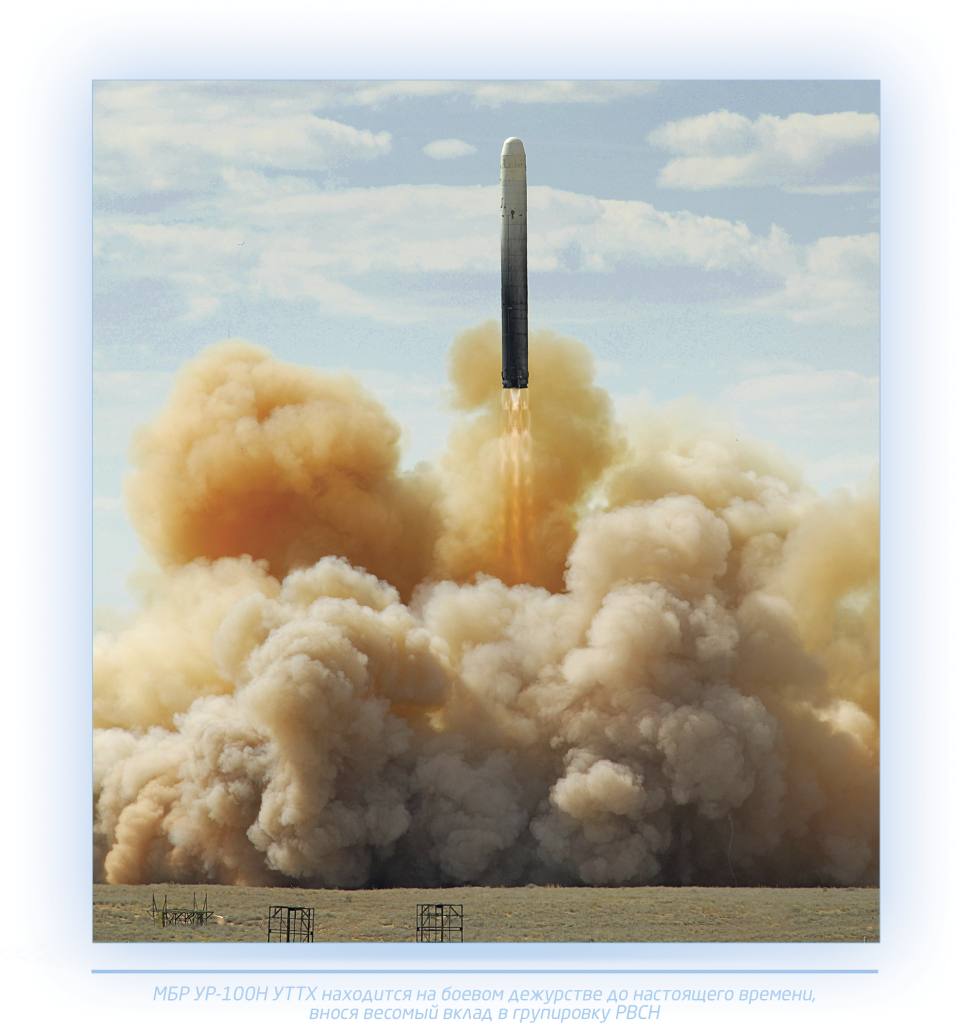 МБР УР-100Н УТТХ находится на боевом дежурстве до настоящего времени,
внося весомый вклад в групировку РВСН